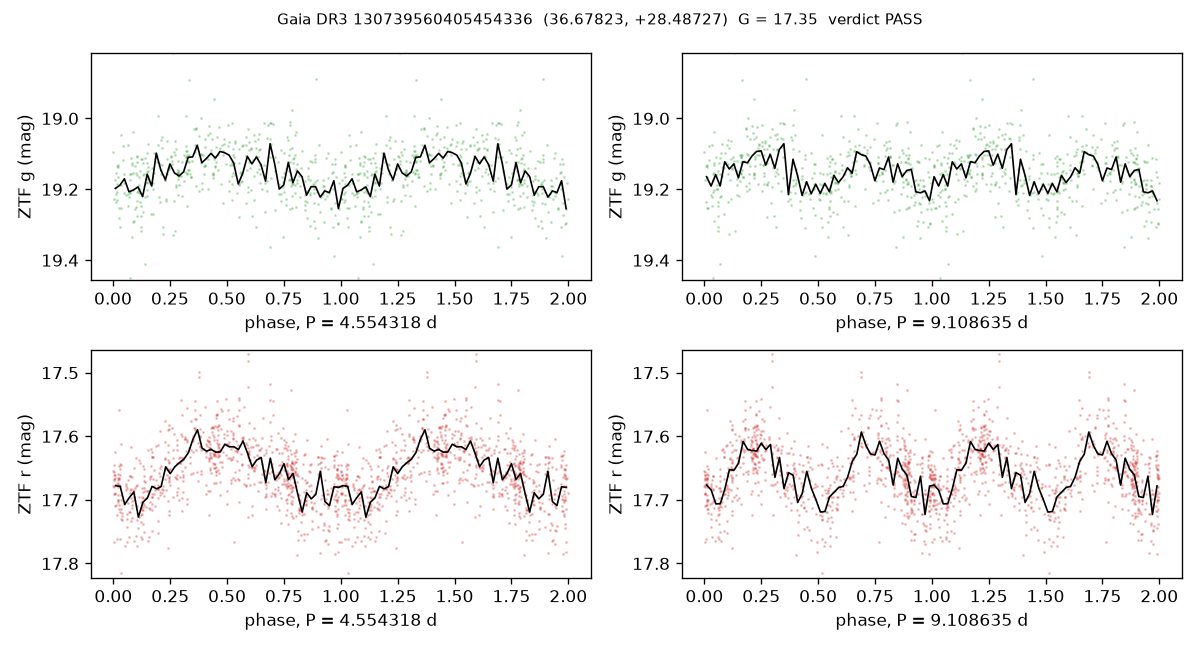 Gaia DR3 130739560405454336 (36.67823, +28.48727) G = 17.35 verdict PASS
ZTF g (mag)
19.0
19.2
19.4
0.00 0.25 0.50 0.75 1.00 1.25 1.50 1.75 2.00
phase, P = 4.554318 d
ZTF g (mag)
19.0
19.2
19.4
0.00 0.25 0.50 0.75 1.00 1.25 1.50 1.75 2.00
phase, P = 9.108635 d
ZTF r (mag)
17.5
17.6
17.7
17.8
0.00 0.25 0.50 0.75 1.00 1.25 1.50 1.75 2.00
phase, P = 4.554318 d
ZTF r (mag)
17.5
17.6
17.7
17.8
0.00 0.25 0.50 0.75 1.00 1.25 1.50 1.75 2.00
phase, P = 9.108635 d